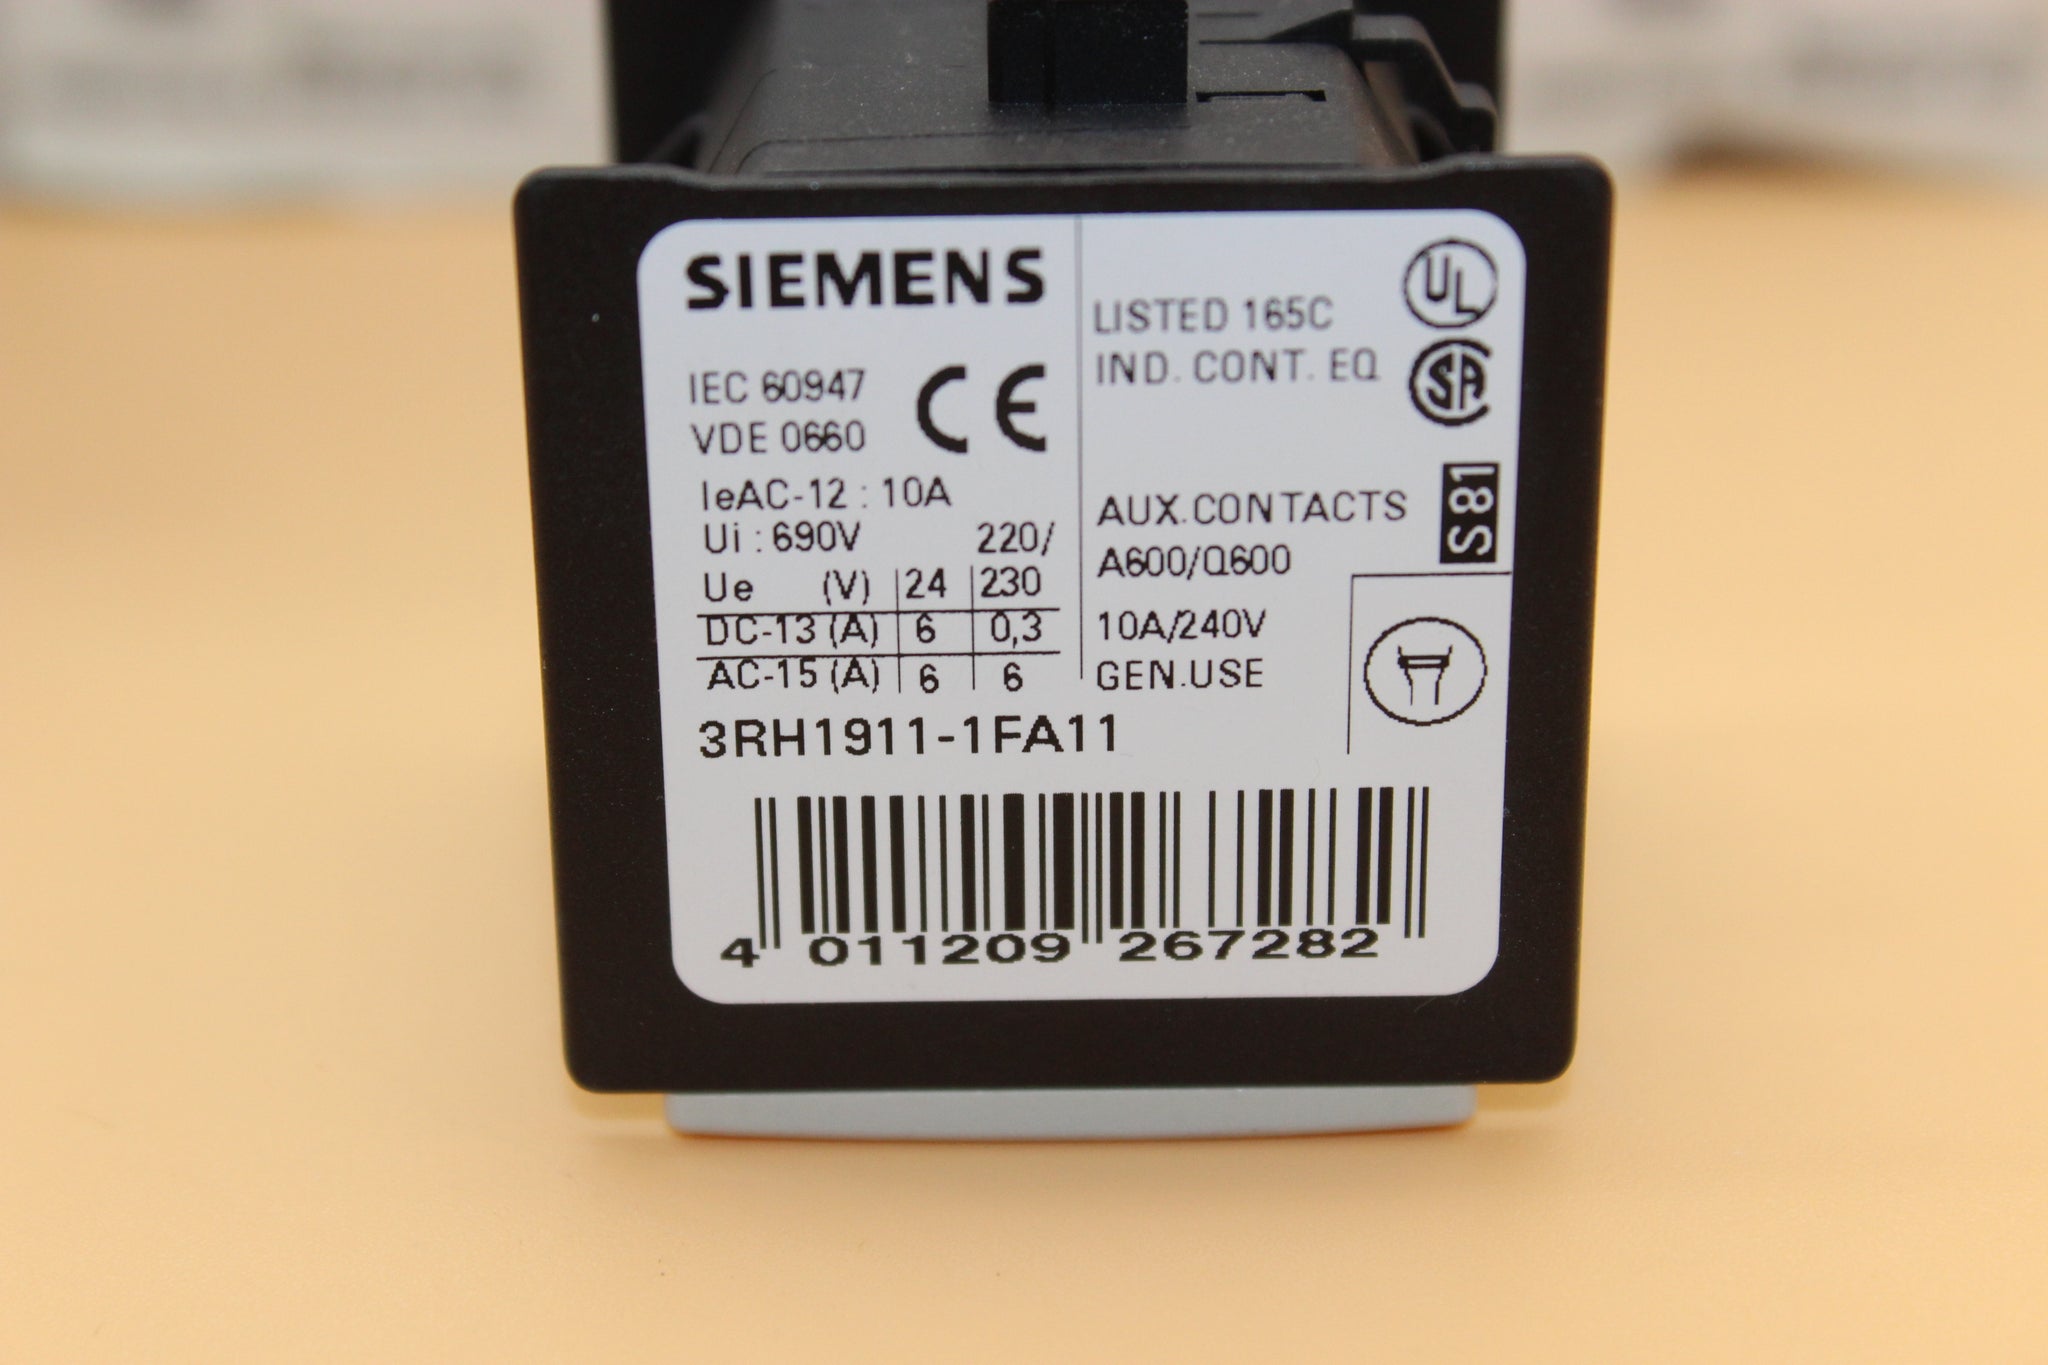 SIEMENS
IEC 60947
VDE 0660
CE
IeAC-12 : 10A
Ui : 690V 220/
Ue (V) 24 230
DC-13 (A) 6 0,3
AC-15 (A) 6 6
3RH1911-1FA11
LISTED 165C
IND. CONT. EQ
UL
SA
AUX.CONTACTS
A600/Q600
S81
10A/240V
GEN.USE
4 011209 267282